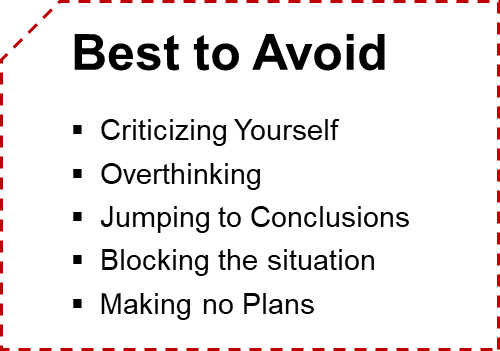 Best to Avoid
▪ Criticizing Yourself
▪ Overthinking
▪ Jumping to Conclusions
▪ Blocking the situation
▪ Making no Plans